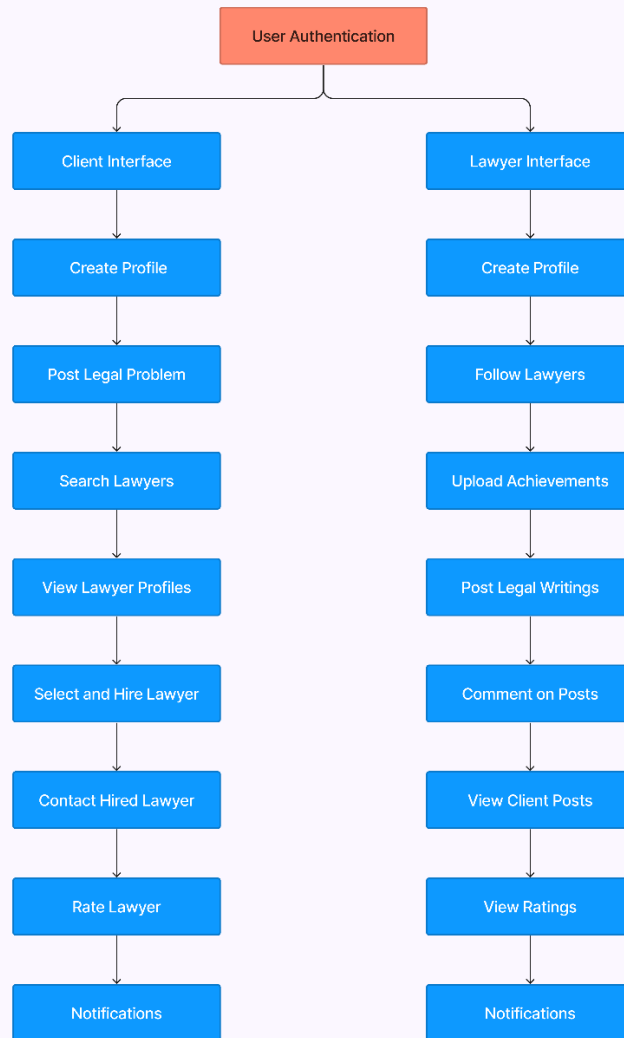 User Authentication
Client Interface
Lawyer Interface
Create Profile
Create Profile
Post Legal Problem
Follow Lawyers
Search Lawyers
Upload Achievements
View Lawyer Profiles
Post Legal Writings
Select and Hire Lawyer
Comment on Posts
Contact Hired Lawyer
View Client Posts
Rate Lawyer
View Ratings
Notifications
Notifications